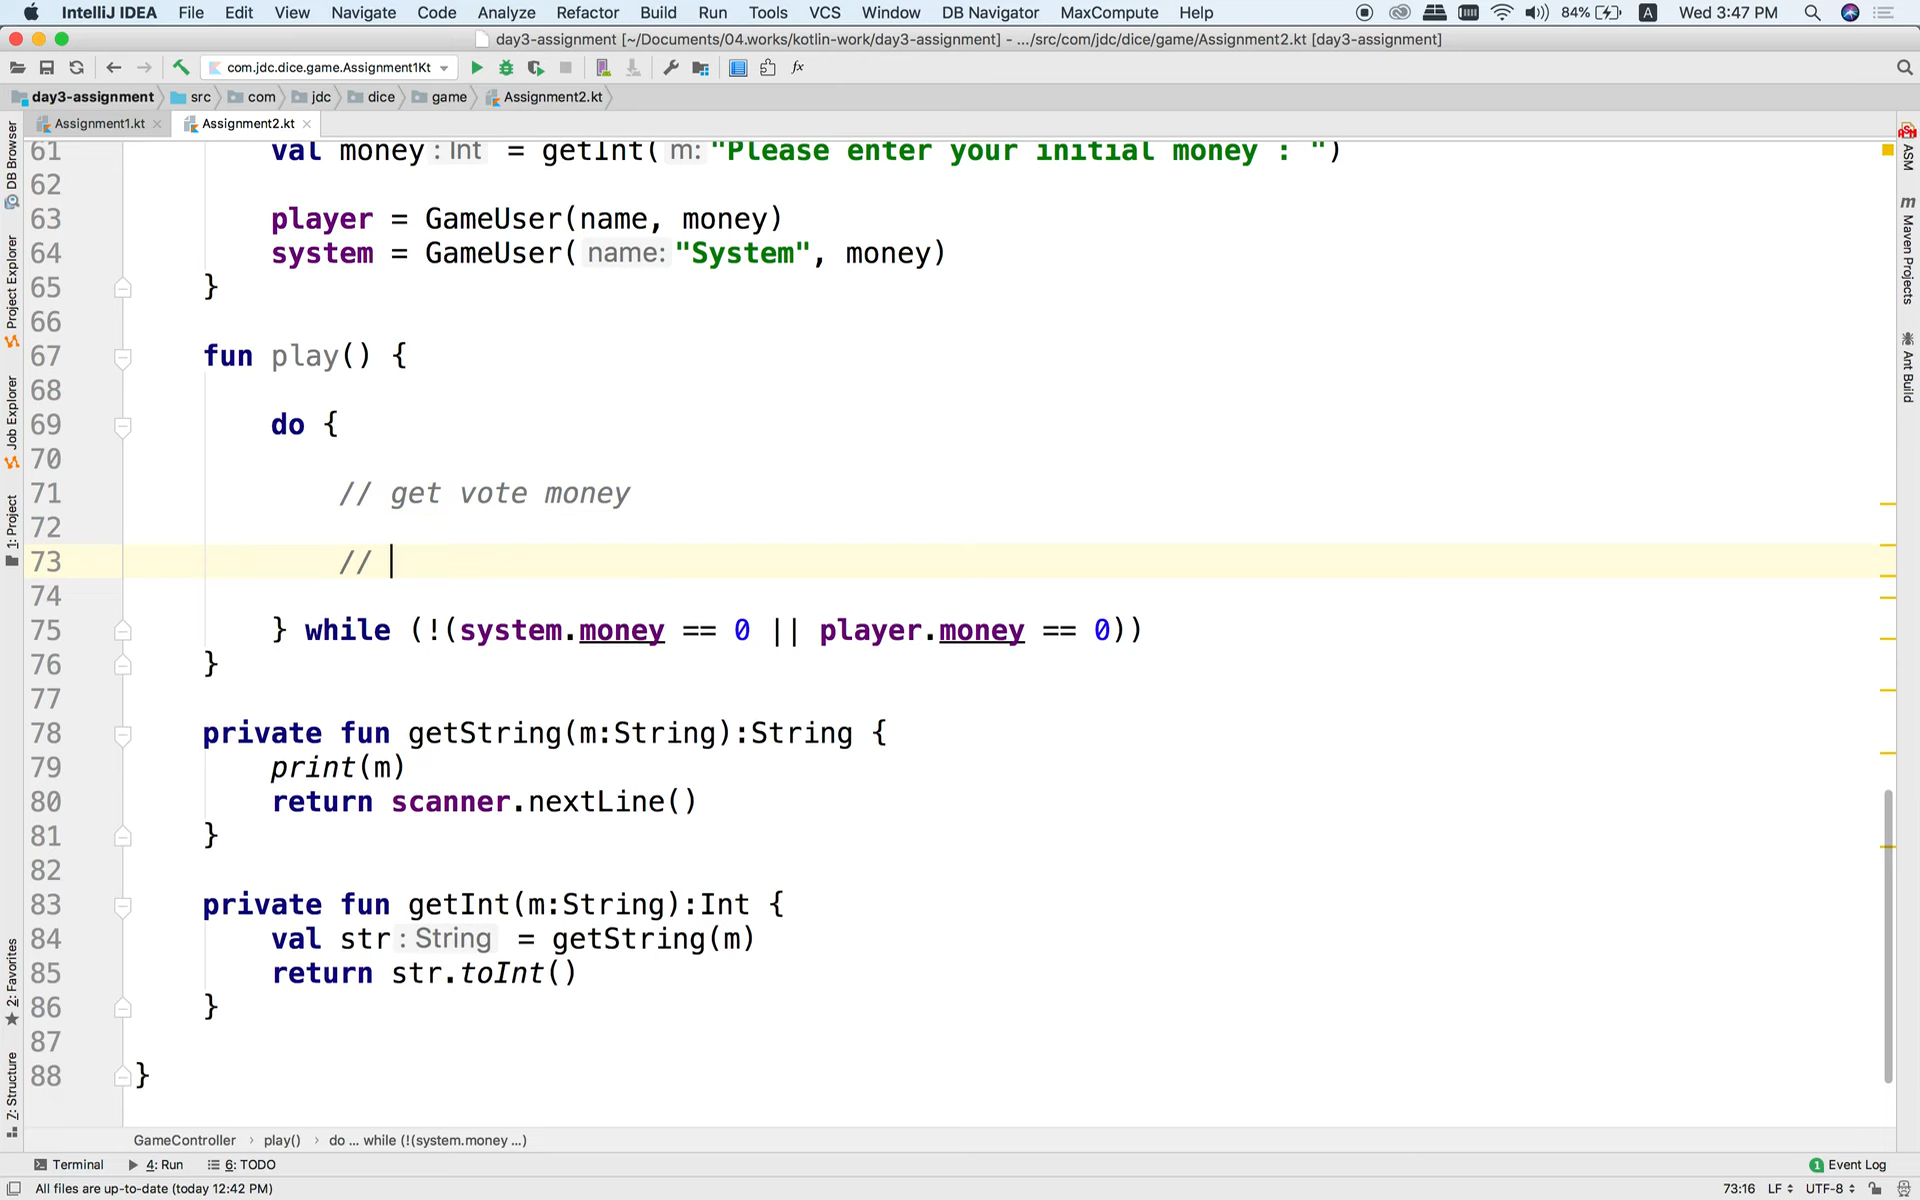 IntelliJ IDEA File Edit View Navigate Code Analyze Refactor Build Run Tools VCS Window DB Navigator MaxCompute Help 84% A Wed 3:47 PM
day3-assignment [~/Documents/04.works/kotlin-work/day3-assignment] - .../src/com/jdc/dice/game/Assignment2.kt [day3-assignment]
com.jdc.dice.game.Assignment1Kt
day3-assignment src com jdc dice game Assignment2.kt
Assignment1.kt Assignment2.kt
61 val money: Int = getInt( m: "Please enter your initial money : ")
62
63 player = GameUser(name, money)
64 system = GameUser( name: "System", money)
65 }
66
67 fun play() {
68
69 do {
70
71 // get vote money
72
73 //
74
75 } while (!(system.money == 0 || player.money == 0))
76 }
77
78 private fun getString(m:String):String {
79 print(m)
80 return scanner.nextLine()
81 }
82
83 private fun getInt(m:String):Int {
84 val str: String = getString(m)
85 return str.toInt()
86 }
87
88 }
DB Browser
Project Explorer
Job Explorer
1: Project
2: Favorites
7: Structure
ASM
ASM
m Maven Projects
Ant Build
GameController › play() › do ... while (!(system.money ...)
Terminal 4: Run 6: TODO 1 Event Log
All files are up-to-date (today 12:42 PM) 73:16 LF UTF-8